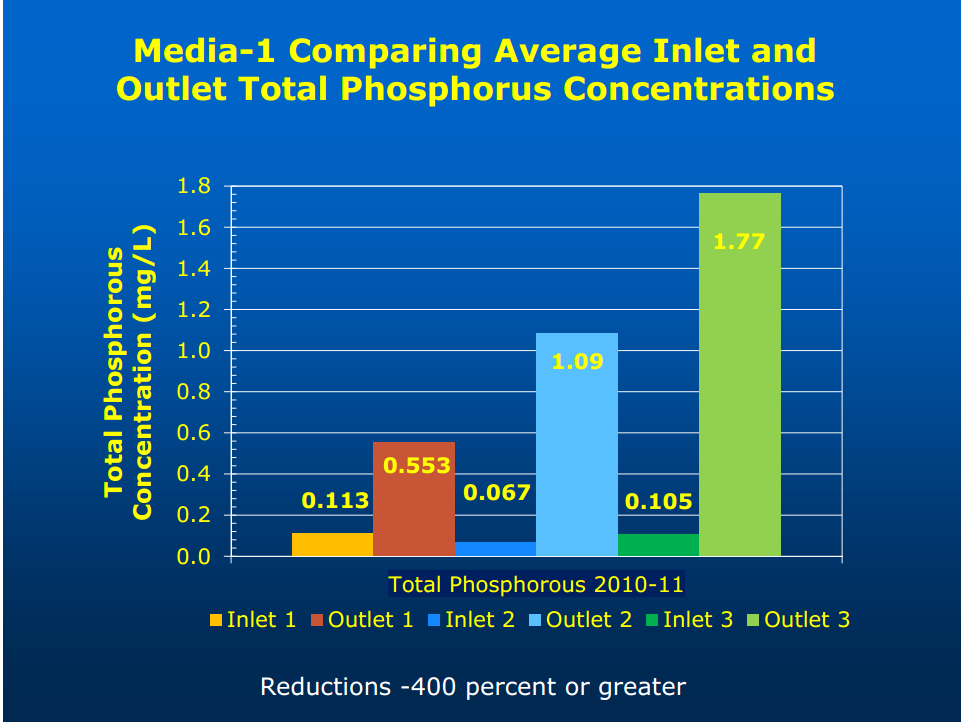 Media-1 Comparing Average Inlet and
Outlet Total Phosphorus Concentrations
Total Phosphorous
Concentration (mg/L)
1.8
1.6
1.4
1.2
1.0
0.8
0.6
0.4
0.2
0.0
0.113
0.553
0.067
1.09
0.105
1.77
Total Phosphorous 2010-11
Inlet 1 Outlet 1 Inlet 2 Outlet 2 Inlet 3 Outlet 3
Reductions -400 percent or greater